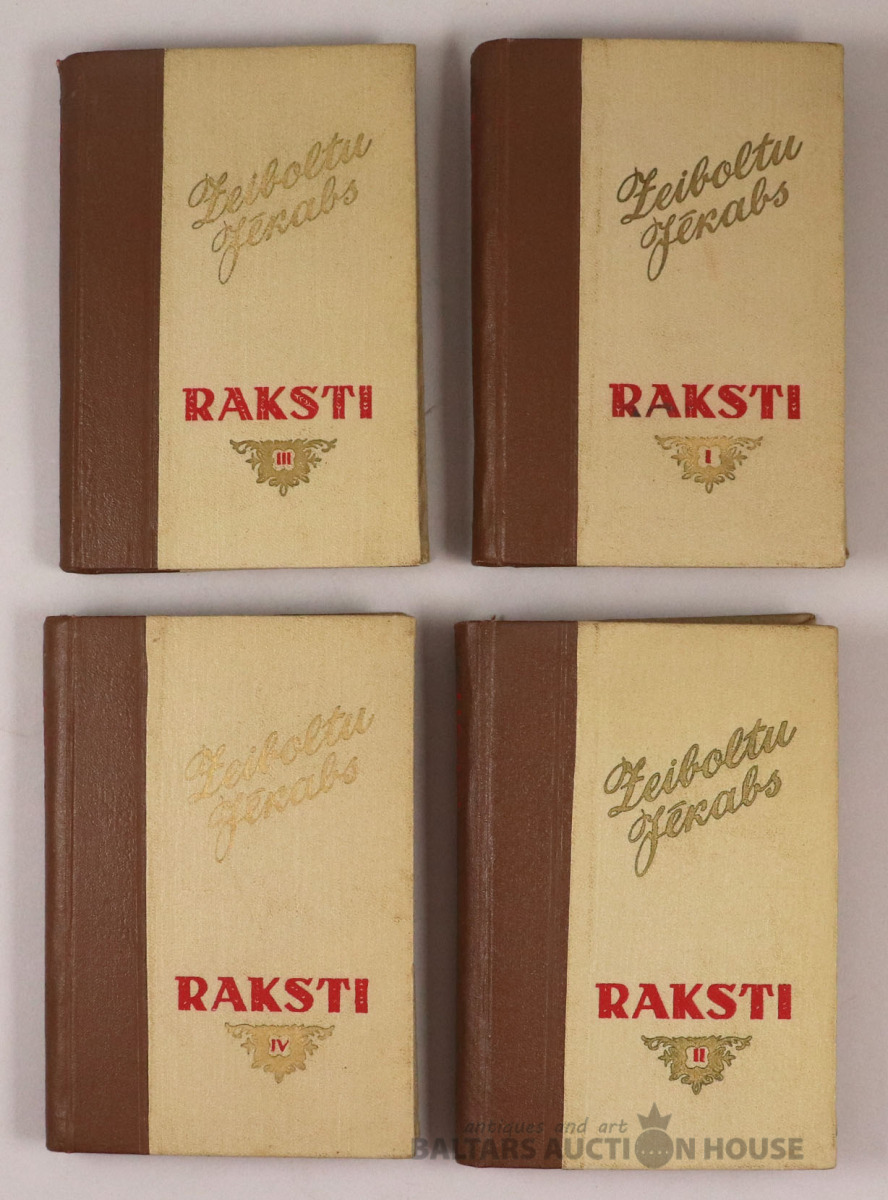 Zeiboltu
Jēkabs
RAKSTI
III
Zeiboltu
Jēkabs
RAKSTI
I
Zeiboltu
Jēkabs
RAKSTI
IV
Zeiboltu
Jēkabs
RAKSTI
II
antiques and art
BALTARS AUCTION HOUSE